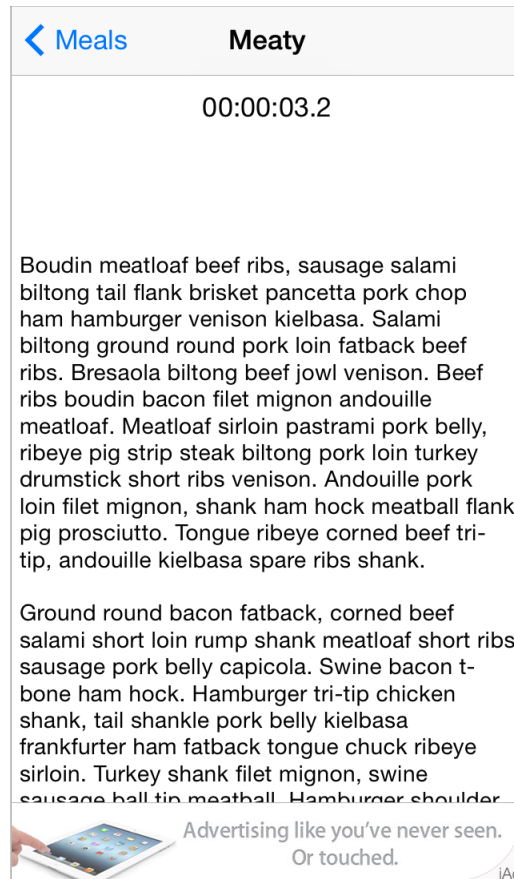 Meals
Meaty
00:00:03.2
Boudin meatloaf beef ribs, sausage salami
biltong tail flank brisket pancetta pork chop
ham hamburger venison kielbasa. Salami
biltong ground round pork loin fatback beef
ribs. Bresaola biltong beef jowl venison. Beef
ribs boudin bacon filet mignon andouille
meatloaf. Meatloaf sirloin pastrami pork belly,
ribeye pig strip steak biltong pork loin turkey
drumstick short ribs venison. Andouille pork
loin filet mignon, shank ham hock meatball flank
pig prosciutto. Tongue ribeye corned beef tri-
tip, andouille kielbasa spare ribs shank.
Ground round bacon fatback, corned beef
salami short loin rump shank meatloaf short ribs
sausage pork belly capicola. Swine bacon t-
bone ham hock. Hamburger tri-tip chicken
shank, tail shankle pork belly kielbasa
frankfurter ham fatback tongue chuck ribeye
sirloin. Turkey shank filet mignon, swine
sausage ball tip meatball. Hamburger shoulder
Advertising like you've never seen.
Or touched.